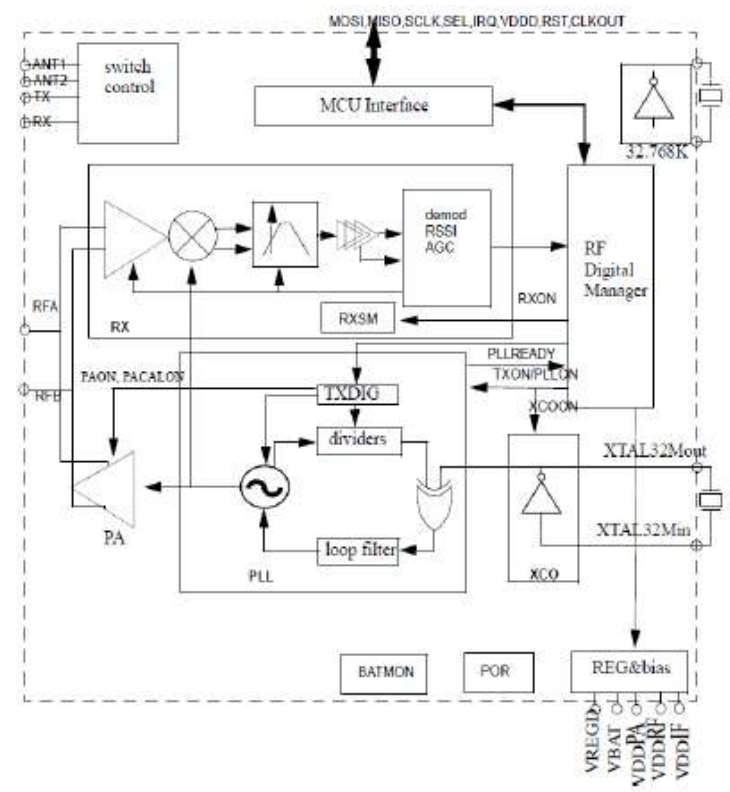 MOSI,MISO,SCLK,SEL,IRQ,VDDD,RST,CLKOUT
ANT1
ANT2
TX
RX
switch
control
MCU Interface
32.768K
demod
RSSI
AGC
RF
Digital
Manager
RFA
RX
RXSM
RXON
PLLREADY
TXON/PLLON
PAON, PACALON
RFB
TXDIG
XCOON
dividers
XTAL32Mout
PA
loop filter
XTAL32Min
PLL
XCO
BATMON
POR
REG&bias
VREGD
VBAT
VDDPA
VDDRF
VDDIF